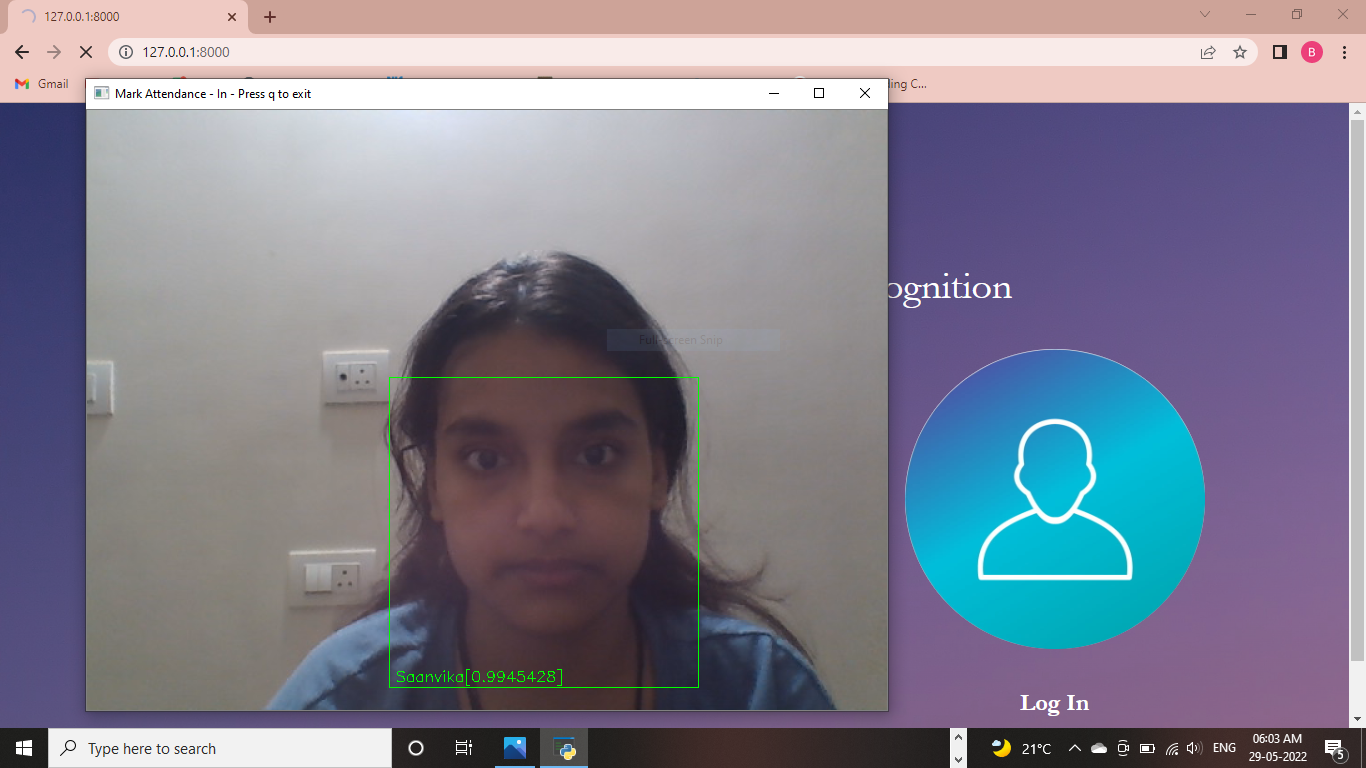 127.0.0.1:8000
127.0.0.1:8000
B
Gmail
ling C...
Mark Attendance - In - Press q to exit
ognition
Full-screen Snip
Saanvika[0.9945428]
Log In
Type here to search
21°C
ENG
06:03 AM
29-05-2022
5